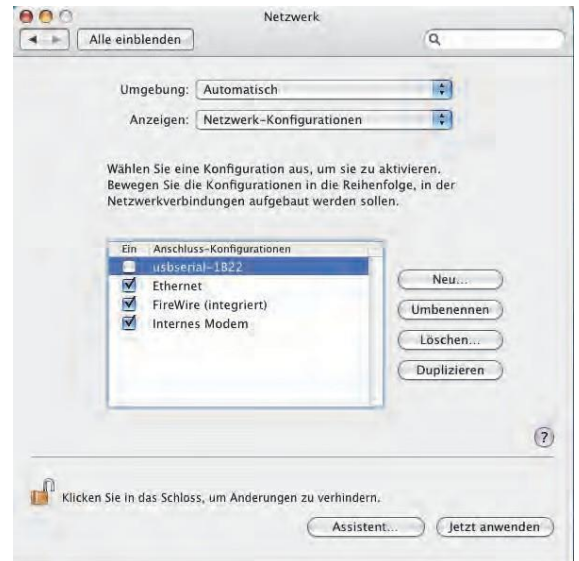 Netzwerk
Alle einblenden
Umgebung: Automatisch
Anzeigen: Netzwerk-Konfigurationen
Wählen Sie eine Konfiguration aus, um sie zu aktivieren.
Bewegen Sie die Konfigurationen in die Reihenfolge, in der
Netzwerkverbindungen aufgebaut werden sollen.
Ein Anschluss-Konfigurationen
usbserial-1B22
Ethernet
FireWire (integriert)
Internes Modem
Neu...
Umbenennen
Löschen...
Duplizieren
?
Klicken Sie in das Schloss, um Änderungen zu verhindern.
Assistent...
Jetzt anwenden